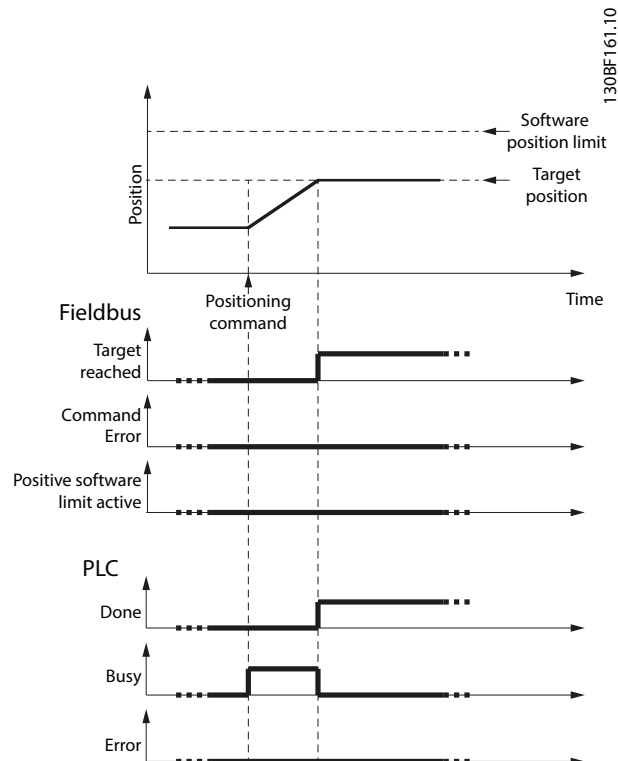 130BF161.10
Software
position limit
Target
position
Position
Positioning
command
Time
Fieldbus
Target
reached
Command
Error
Positive software
limit active
PLC
Done
Busy
Error